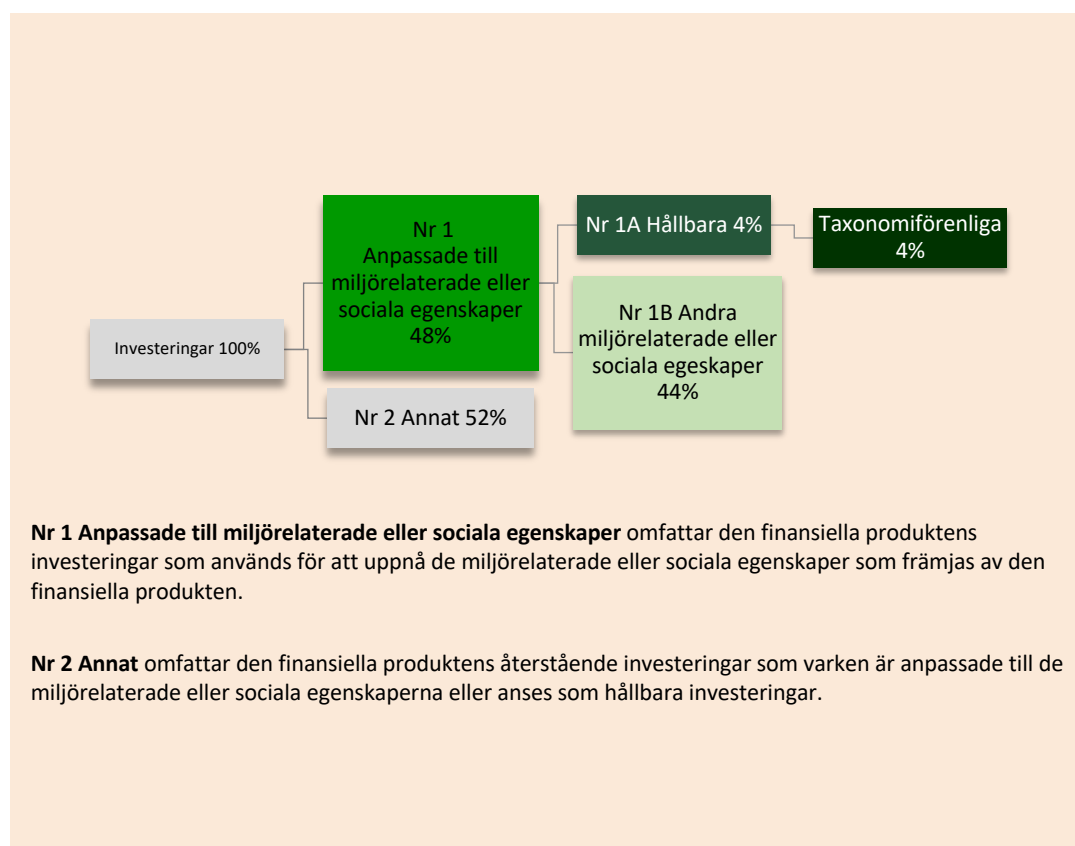 Investeringar 100%
Nr 1
Anpassade till
miljörelaterade eller
sociala egenskaper
48%
Nr 2 Annat 52%
Nr 1A Hållbara 4%
Nr 1B Andra
miljörelaterade eller
sociala egeskaper
44%
Taxonomiförenliga
4%
Nr 1 Anpassade till miljörelaterade eller sociala egenskaper omfattar den finansiella produktens
investeringar som används för att uppnå de miljörelaterade eller sociala egenskaper som främjas av den
finansiella produkten.
Nr 2 Annat omfattar den finansiella produktens återstående investeringar som varken är anpassade till de
miljörelaterade eller sociala egenskaperna eller anses som hållbara investeringar.